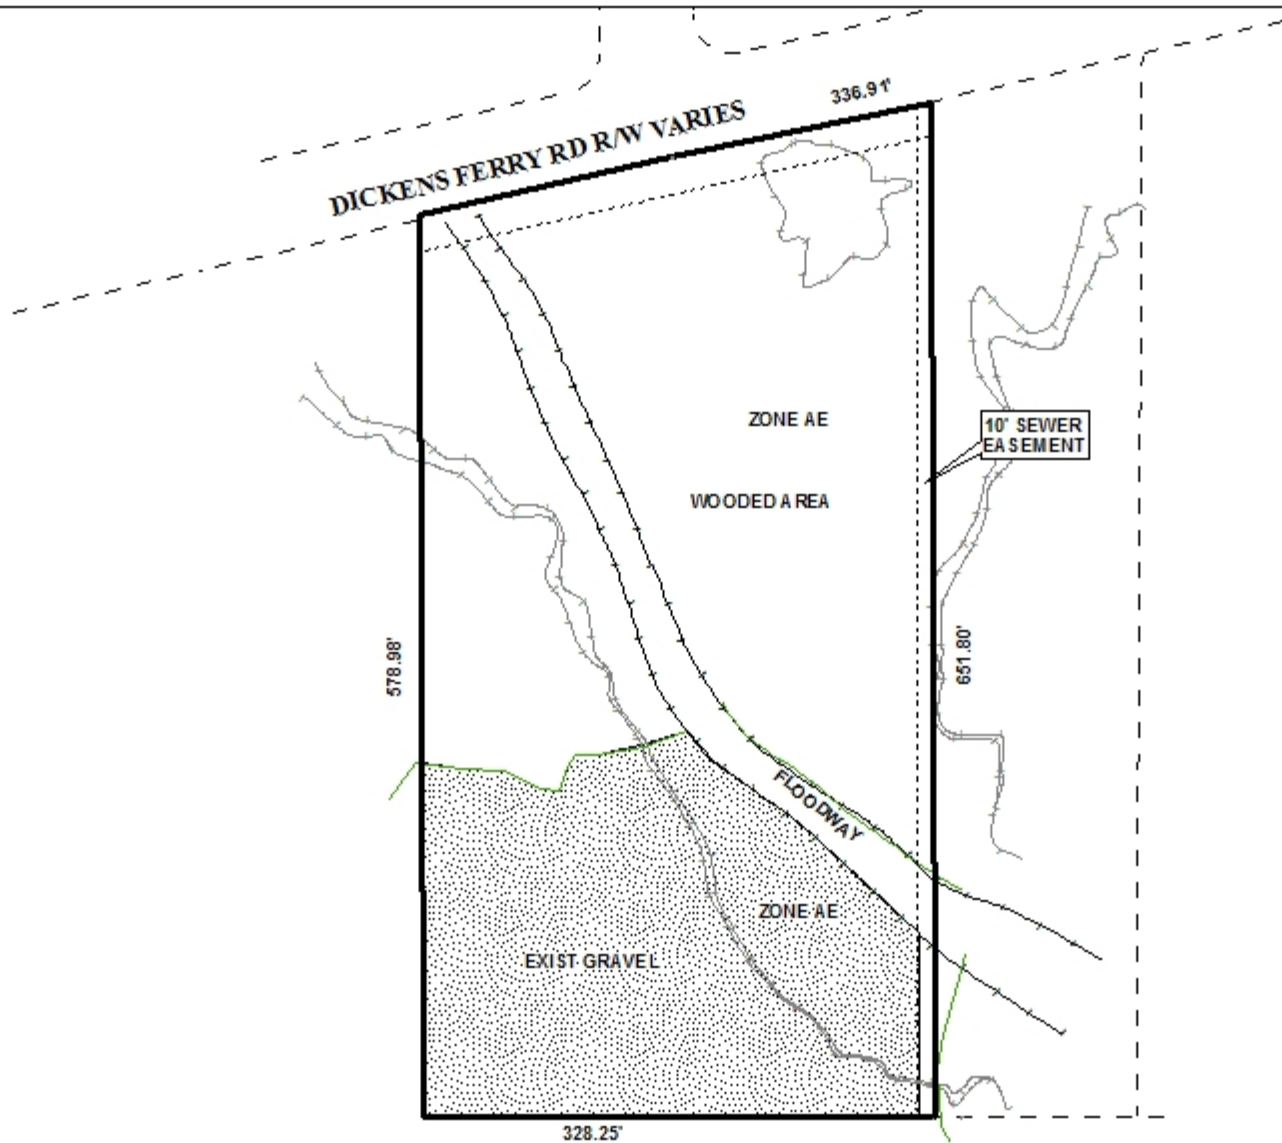 336.91'
DICKENS FERRY RD R/W VARIES
ZONE AE
10' SEWER
EASEMENT
WOODED AREA
578.98'
651.80'
FLOODWAY
ZONE AE
EXIST GRAVEL
328.25'